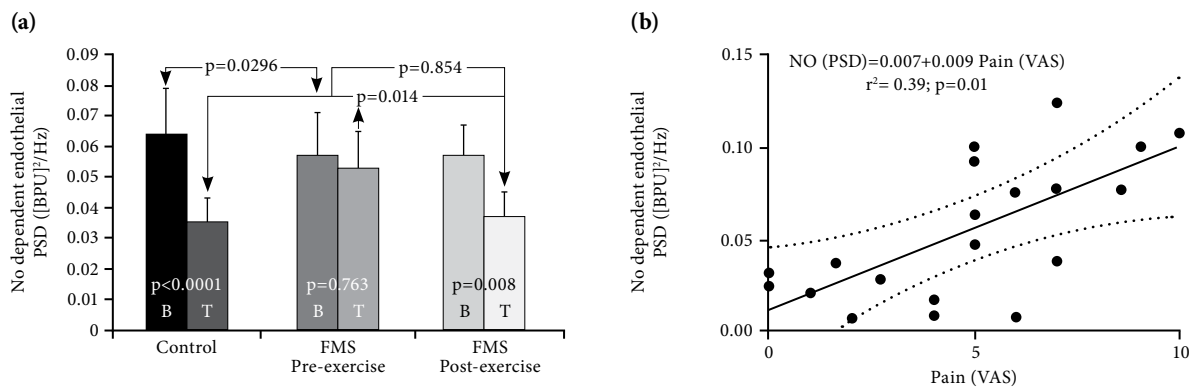 (a)
No dependent endothelial
PSD ([BPU]²/Hz)
0.09
0.08
0.07
0.06
0.05
0.04
0.03
0.02
0.01
0
p=0.0296
p=0.854
p=0.014
p<0.0001
p=0.763
p=0.008
B T B T B T
Control
FMS
Pre-exercise
FMS
Post-exercise
(b)
No dependent endothelial
PSD ([BPU]²/Hz)
0.15
0.10
0.05
0.00
NO (PSD)=0.007+0.009 Pain (VAS)
r²= 0.39; p=0.01
0 5 10
Pain (VAS)